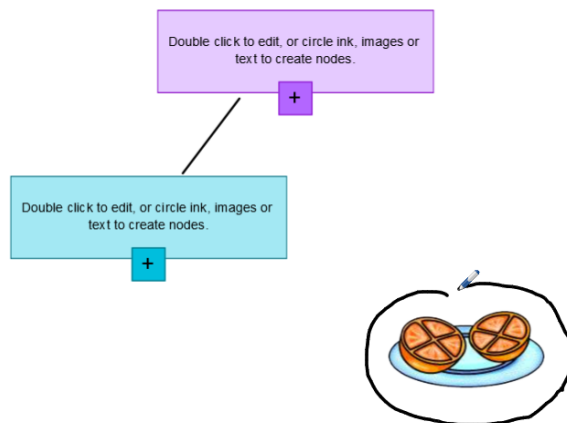 Double click to edit, or circle ink, images or
text to create nodes.
+
Double click to edit, or circle ink, images or
text to create nodes.
+